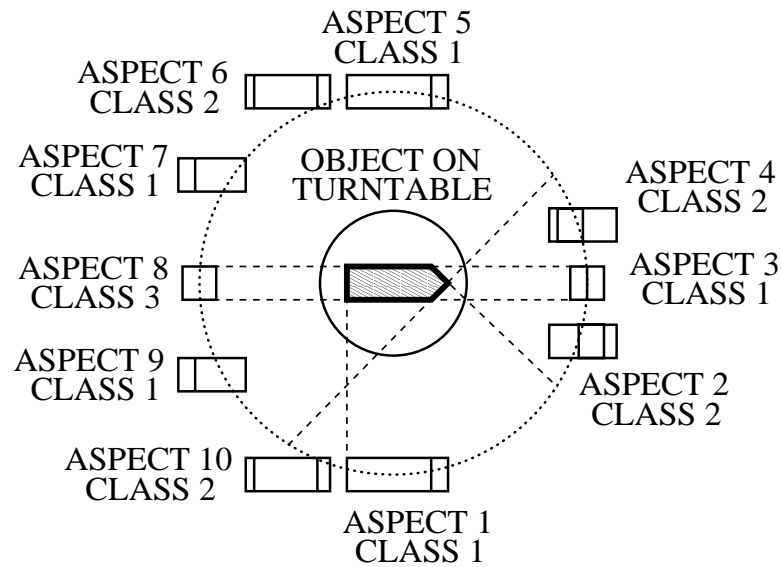 ASPECT 5
CLASS 1
ASPECT 6
CLASS 2
ASPECT 7
CLASS 1
OBJECT ON
TURNTABLE
ASPECT 4
CLASS 2
ASPECT 8
CLASS 3
ASPECT 3
CLASS 1
ASPECT 9
CLASS 1
ASPECT 2
CLASS 2
ASPECT 10
CLASS 2
ASPECT 1
CLASS 1